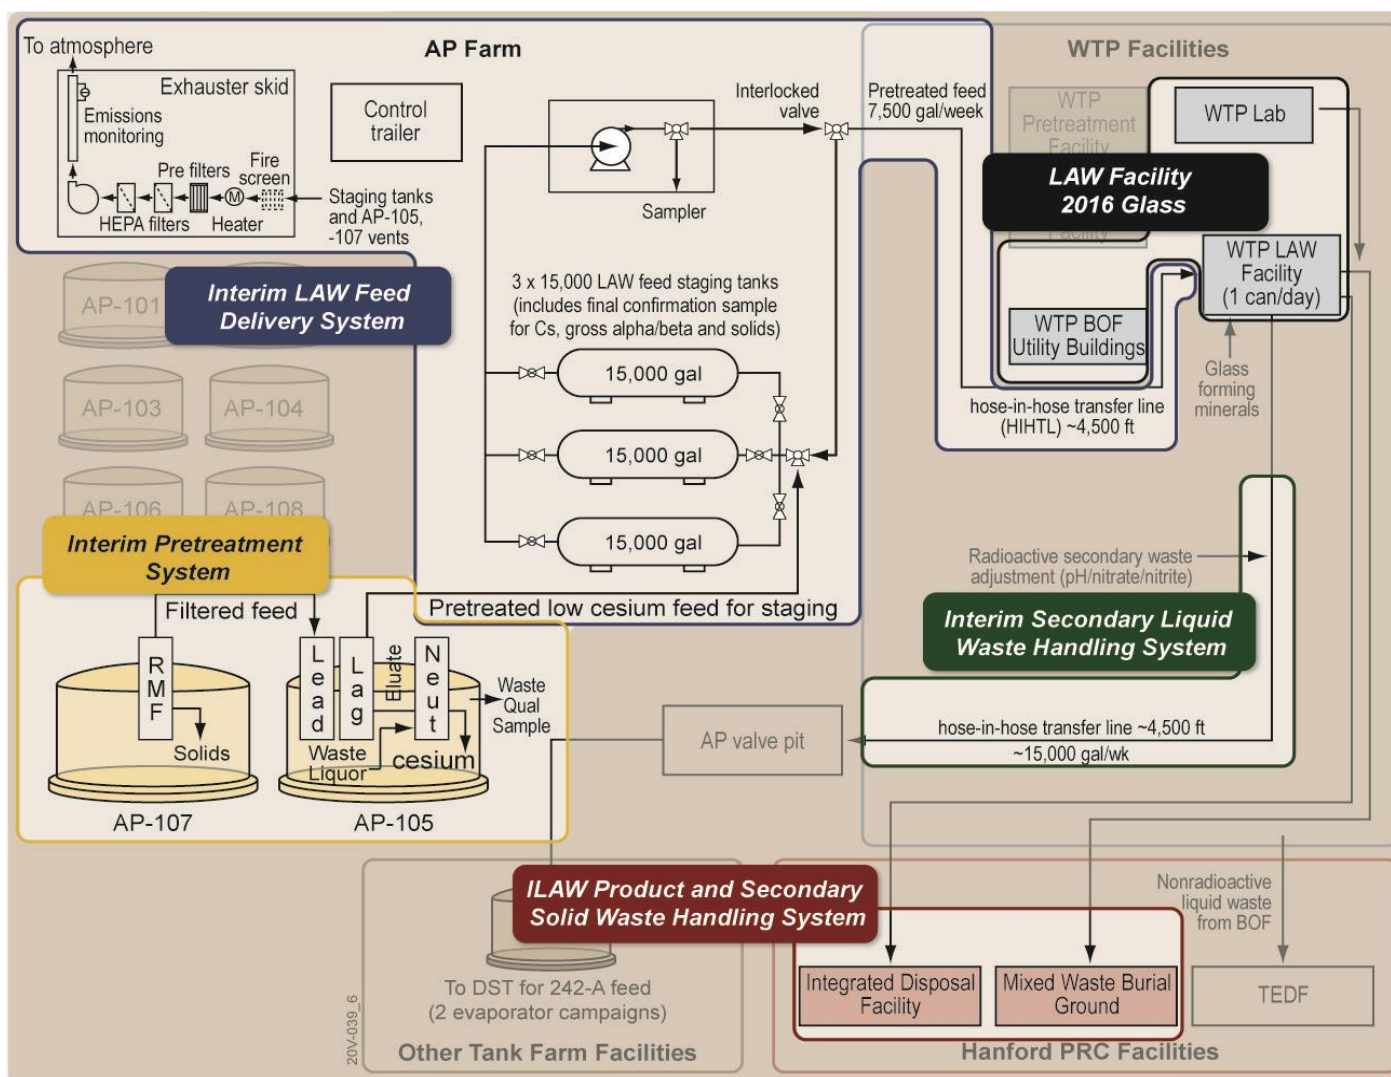 To atmosphere
AP Farm
WTP Facilities
Exhauster skid
Emissions
monitoring
Control
trailer
Pre filters
Fire
screen
M
HEPA filters
Heater
Staging tanks
and AP-105,
-107 vents
Interlocked
valve
Pretreated feed
7,500 gal/week
Sampler
WTP
Pretreatment
Facility
WTP Lab
LAW Facility
2016 Glass
WTP LAW
Facility
(1 can/day)
WTP BOF
Utility Buildings
Glass
forming
minerals
hose-in-hose transfer line
(HIHTL) ~4,500 ft
AP-101
Interim LAW Feed
Delivery System
AP-103
AP-104
AP-106
AP-108
3 x 15,000 LAW feed staging tanks
(includes final confirmation sample
for Cs, gross alpha/beta and solids)
15,000 gal
15,000 gal
15,000 gal
Interim Pretreatment
System
Filtered feed
Pretreated low cesium feed for staging
RMF
Solids
AP-107
Lead
Lag
Eluate
Neut
Waste
Liquor
cesium
Waste
Qual
Sample
AP-105
Radioactive secondary waste
adjustment (pH/nitrate/nitrite)
Interim Secondary Liquid
Waste Handling System
AP valve pit
hose-in-hose transfer line ~4,500 ft
~15,000 gal/wk
ILAW Product and Secondary
Solid Waste Handling System
To DST for 242-A feed
(2 evaporator campaigns)
Other Tank Farm Facilities
20V-039_6
Integrated Disposal
Facility
Mixed Waste Burial
Ground
Nonradioactive
liquid waste
from BOF
TEDF
Hanford PRC Facilities